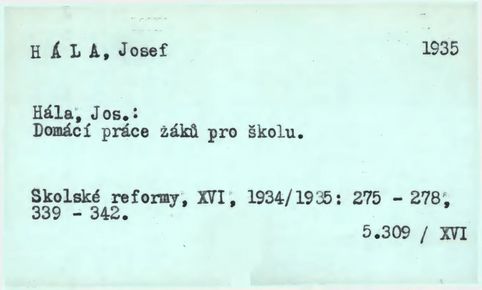 H Á L A, Josef 1935
Hála, Jos.:
Domácí práce žáků pro školu.
Skolské reformy, XVI, 1934/1935: 275 - 278,
339 - 342.
5.309 / XVI